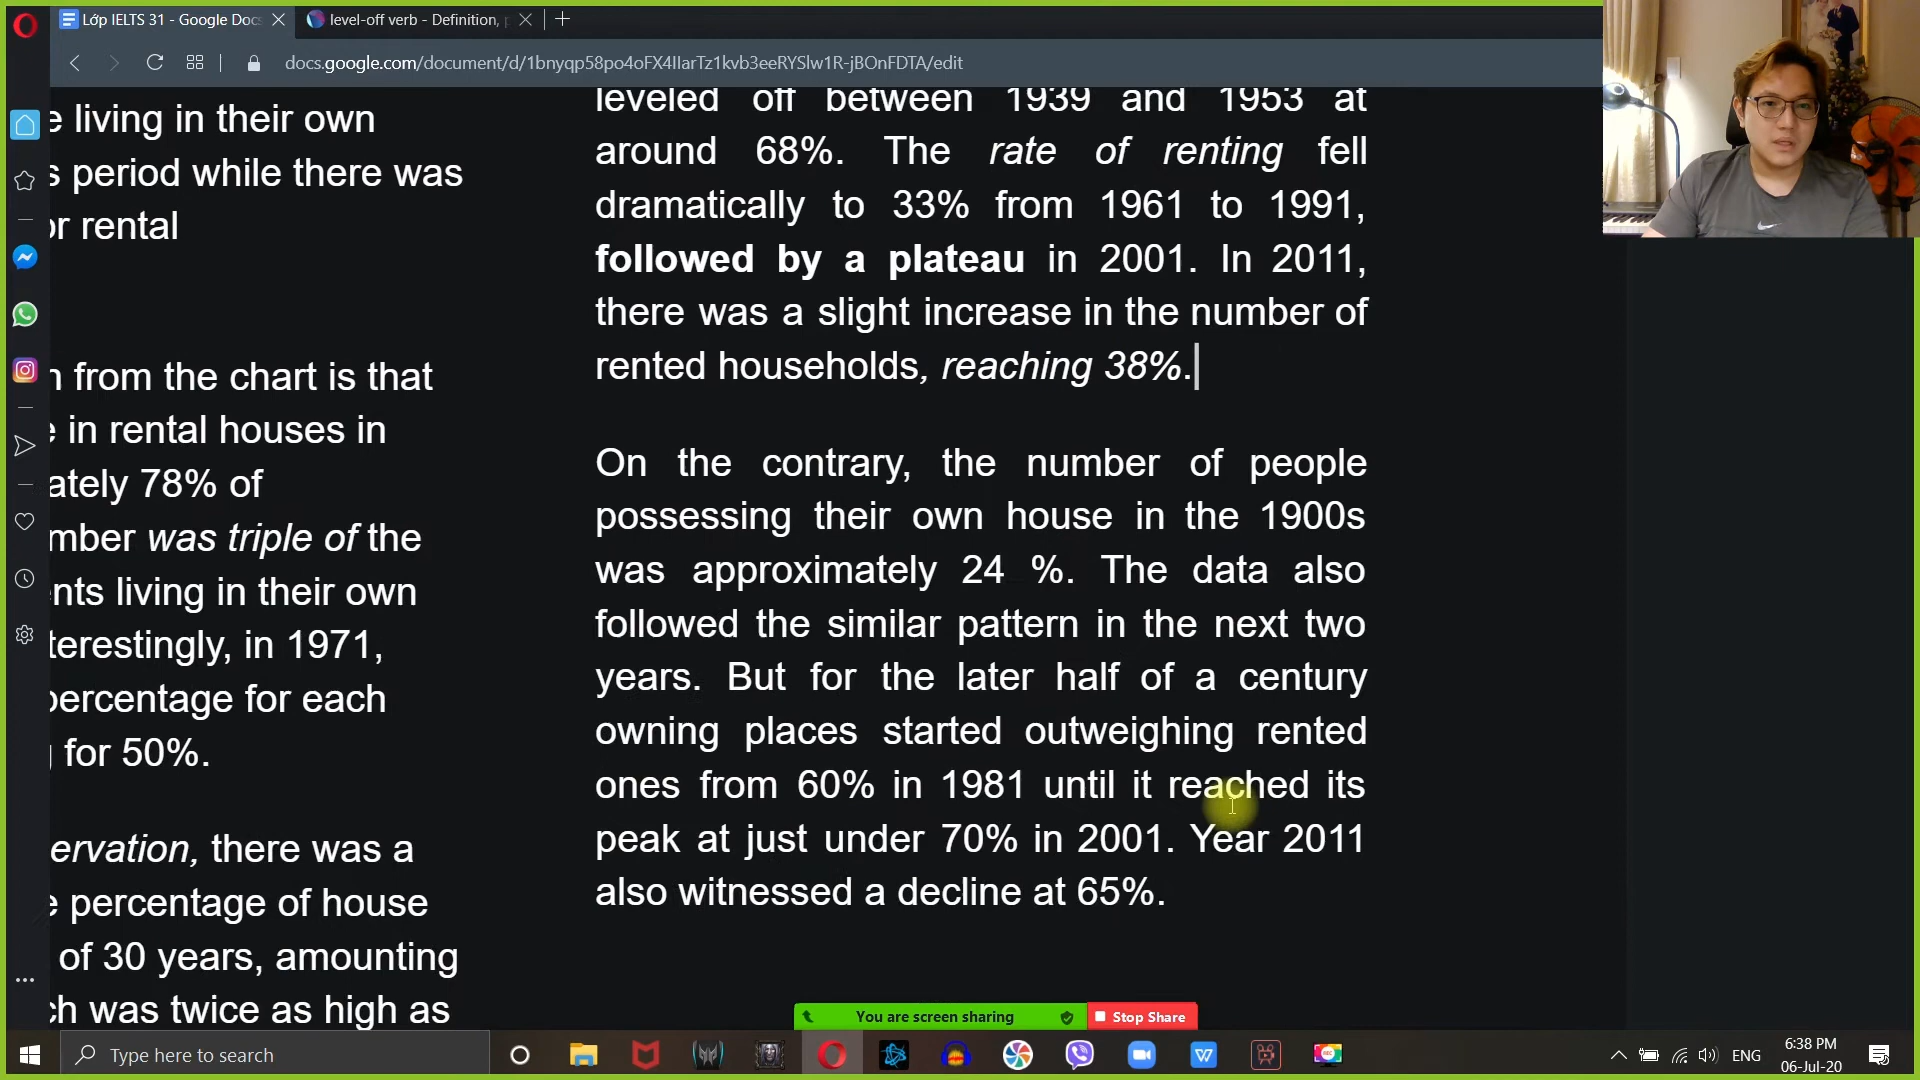 Lớp IELTS 31 - Google Docs
level-off verb - Definition,
docs.google.com/document/d/1bnyqp58po4oFX4IIarTz1kvb3eeRYSlw1R-jBOnFDTA/edit
living in their own
period while there was
or rental
from the chart is that
in rental houses in
ately 78% of
mber was triple of the
nts living in their own
terestingly, in 1971,
percentage for each
for 50%.
ervation, there was a
percentage of house
of 30 years, amounting
ch was twice as high as
leveled off between 1939 and 1953 at
around 68%. The rate of renting fell
dramatically to 33% from 1961 to 1991,
followed by a plateau in 2001. In 2011,
there was a slight increase in the number of
rented households, reaching 38%.
On the contrary, the number of people
possessing their own house in the 1900s
was approximately 24 %. The data also
followed the similar pattern in the next two
years. But for the later half of a century
owning places started outweighing rented
ones from 60% in 1981 until it reached its
peak at just under 70% in 2001. Year 2011
also witnessed a decline at 65%.
You are screen sharing
Stop Share
Type here to search
ENG
6:38 PM
06-Jul-20